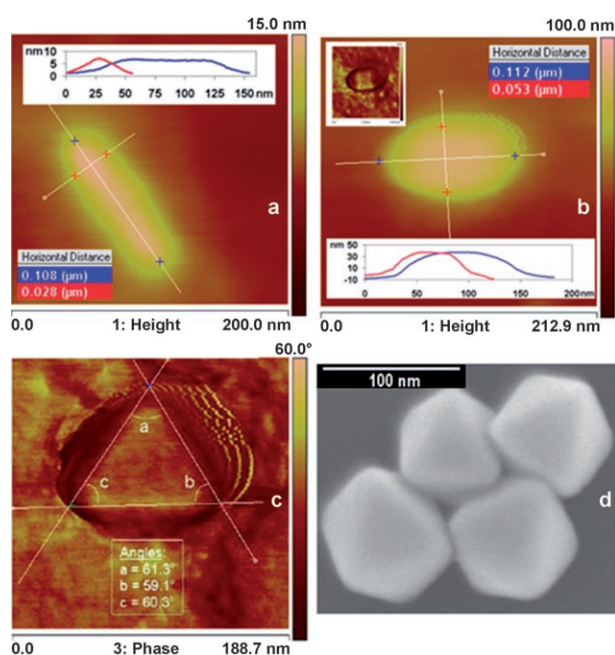 15.0 nm
nm
10
5
0
0 25 50 75 100 125 150 nm
a
Horizontal Distance
0.108 (µm)
0.028 (µm)
0.0 1: Height 200.0 nm
100.0 nm
Horizontal Distance
0.112 (µm)
0.053 (µm)
b
nm
50
30
10
-10
0 50 100 150 200 nm
0.0 1: Height 212.9 nm
60.0°
a
c
b
c
Angles:
a = 61.3°
b = 59.1°
c = 60.3°
0.0 3: Phase 188.7 nm
100 nm
d